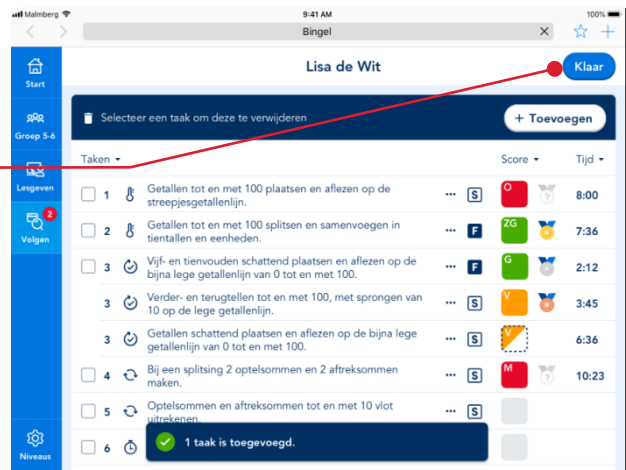 Malmberg 9:41 AM 100%
Bingel
Start
Lisa de Wit Klaar
Groep 5-6
Selecteer een taak om deze te verwijderen + Toevoegen
Lesgeven
Taken Score Tijd
Volgen 2
1 Getallen tot en met 100 plaatsen en aflezen op de
streepjesgetallenlijn. ... S O ? 8:00
2 Getallen tot en met 100 splitsen en samenvoegen in
tientallen en eenheden. ... F ZG 7:36
3 Vijf- en tienvouden schattend plaatsen en aflezen op de
bijna lege getallenlijn van 0 tot en met 100. ... F G 2:12
3 Verder- en terugtellen tot en met 100, met sprongen van
10 op de lege getallenlijn. ... S V 3:45
3 Getallen schattend plaatsen en aflezen op de bijna lege
getallenlijn van 0 tot en met 100. ... S V 6:36
4 Bij een splitsing 2 optelsommen en 2 aftreksommen
maken. ... S M ? 10:23
5 Optelsommen en aftreksommen tot en met 10 vlot
uitrekenen. ... S
6
1 taak is toegevoegd.
Niveaus